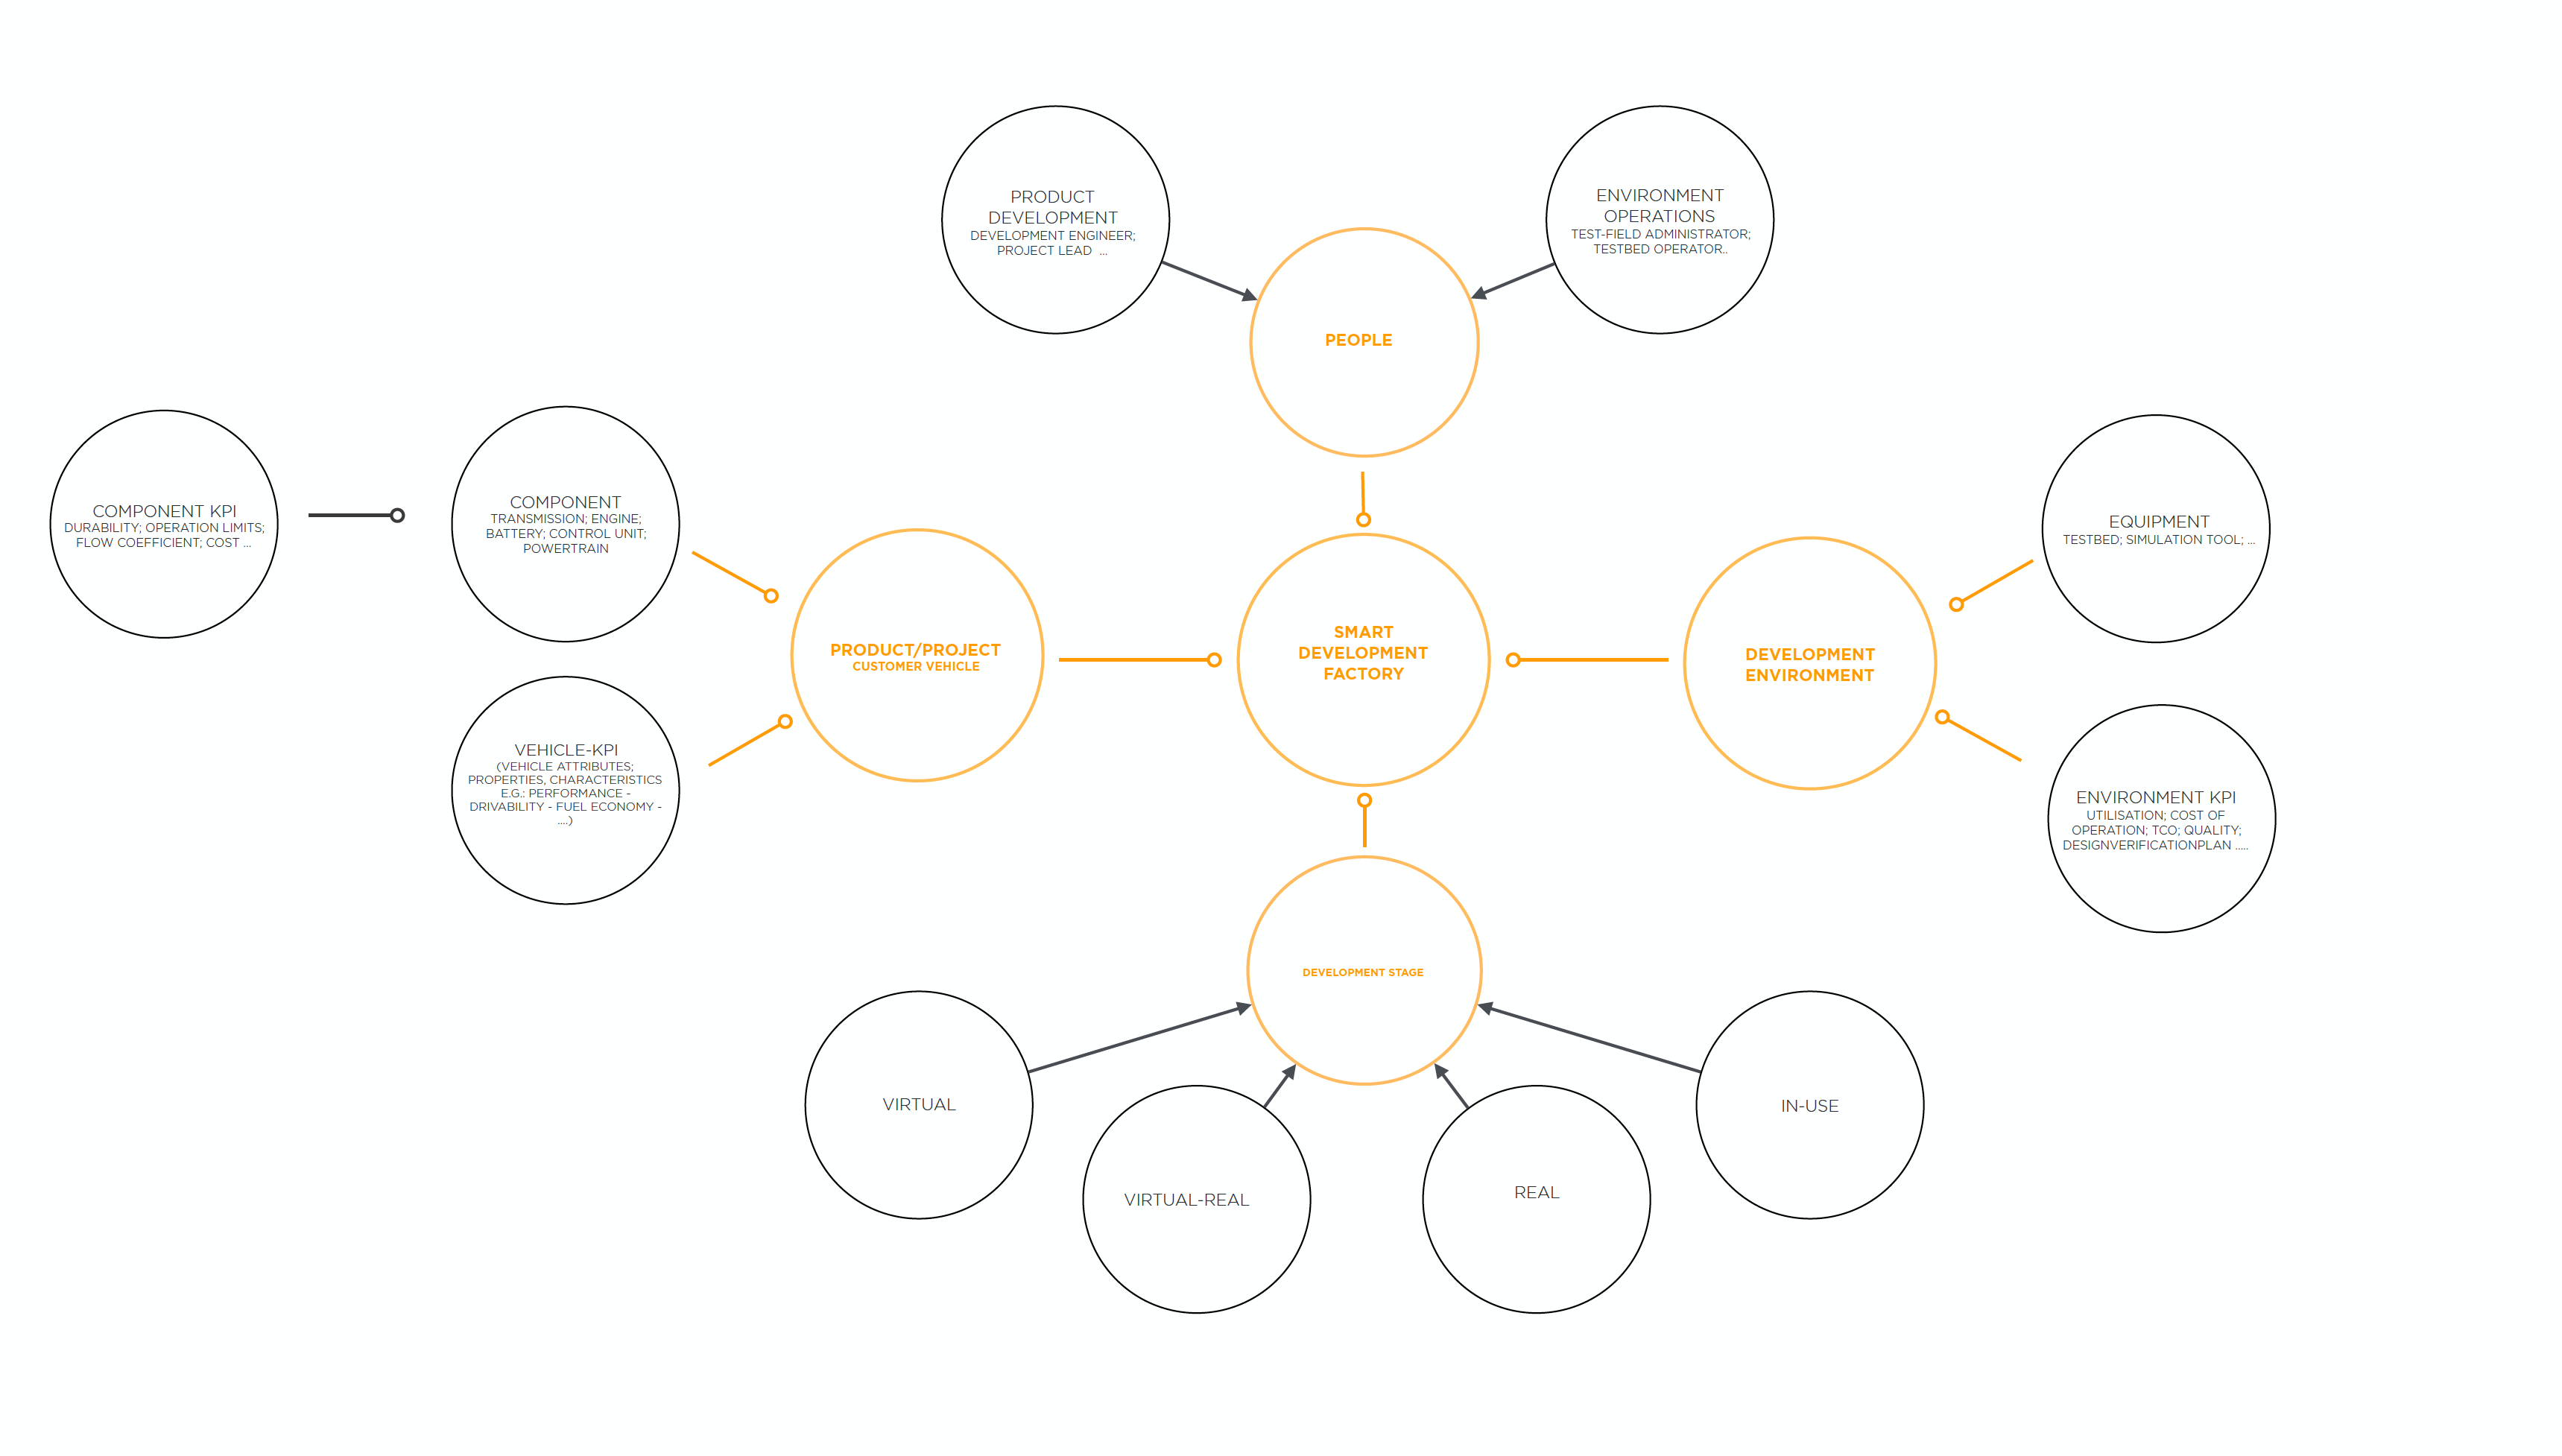 PRODUCT
DEVELOPMENT
DEVELOPMENT ENGINEER;
PROJECT LEAD ...
ENVIRONMENT
OPERATIONS
TEST-FIELD ADMINISTRATOR;
TESTBED OPERATOR..
PEOPLE
COMPONENT KPI
DURABILITY; OPERATION LIMITS;
FLOW COEFFICIENT; COST ...
COMPONENT
TRANSMISSION; ENGINE;
BATTERY; CONTROL UNIT;
POWERTRAIN
EQUIPMENT
TESTBED; SIMULATION TOOL; ...
PRODUCT/PROJECT
CUSTOMER VEHICLE
SMART
DEVELOPMENT
FACTORY
DEVELOPMENT
ENVIRONMENT
VEHICLE-KPI
(VEHICLE ATTRIBUTES;
PROPERTIES, CHARACTERISTICS
E.G.: PERFORMANCE -
DRIVABILITY - FUEL ECONOMY -
....)
ENVIRONMENT KPI
UTILISATION; COST OF
OPERATION; TCO; QUALITY;
DESIGNVERIFICATIONPLAN .....
DEVELOPMENT STAGE
VIRTUAL
VIRTUAL-REAL
REAL
IN-USE